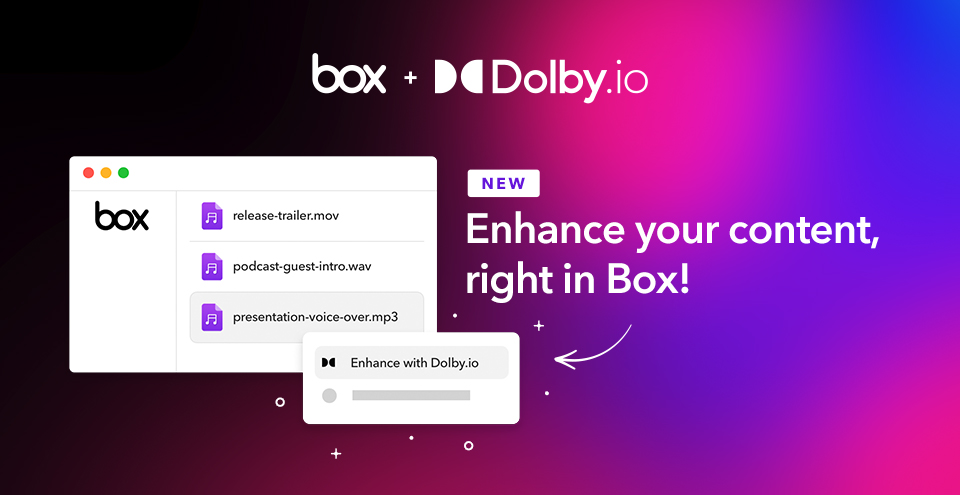 box + Dolby.io
box
release-trailer.mov
podcast-guest-intro.wav
presentation-voice-over.mp3
Enhance with Dolby.io
NEW
Enhance your content,
right in Box!